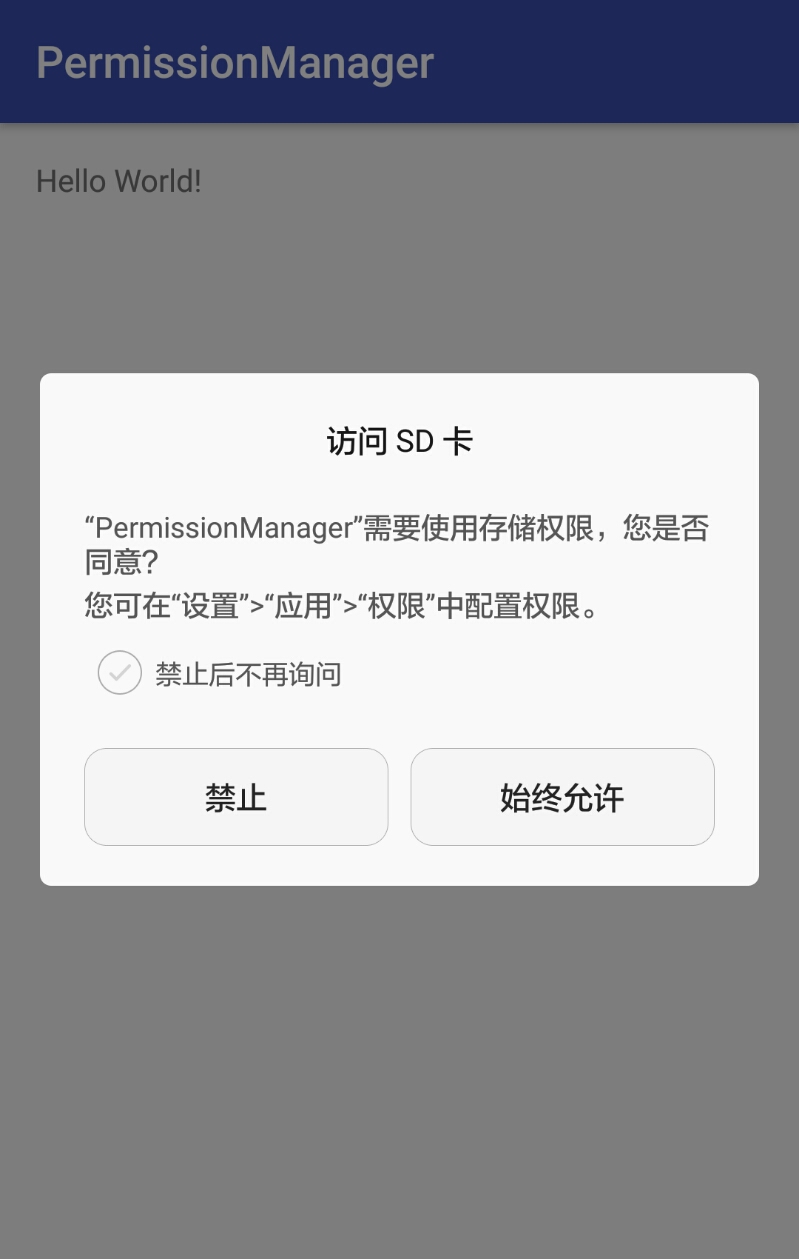 PermissionManager
Hello World!
访问 SD 卡
“PermissionManager”需要使用存储权限，您是否
同意？
您可在“设置”>“应用”>“权限”中配置权限。
禁止后不再询问
禁止
始终允许